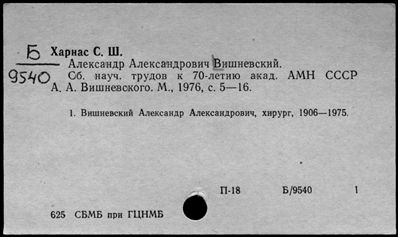 Б
9540
Харнас С. Ш.
Александр Александрович Вишневский.
Сб. науч. трудов к 70-летию акад. АМН СССР
А. А. Вишневского. М., 1976, с. 5—16.
1. Вишневский Александр Александрович, хирург, 1906—1975.
П-18 Б/9540 1
625 СБМБ при ГЦНМБ